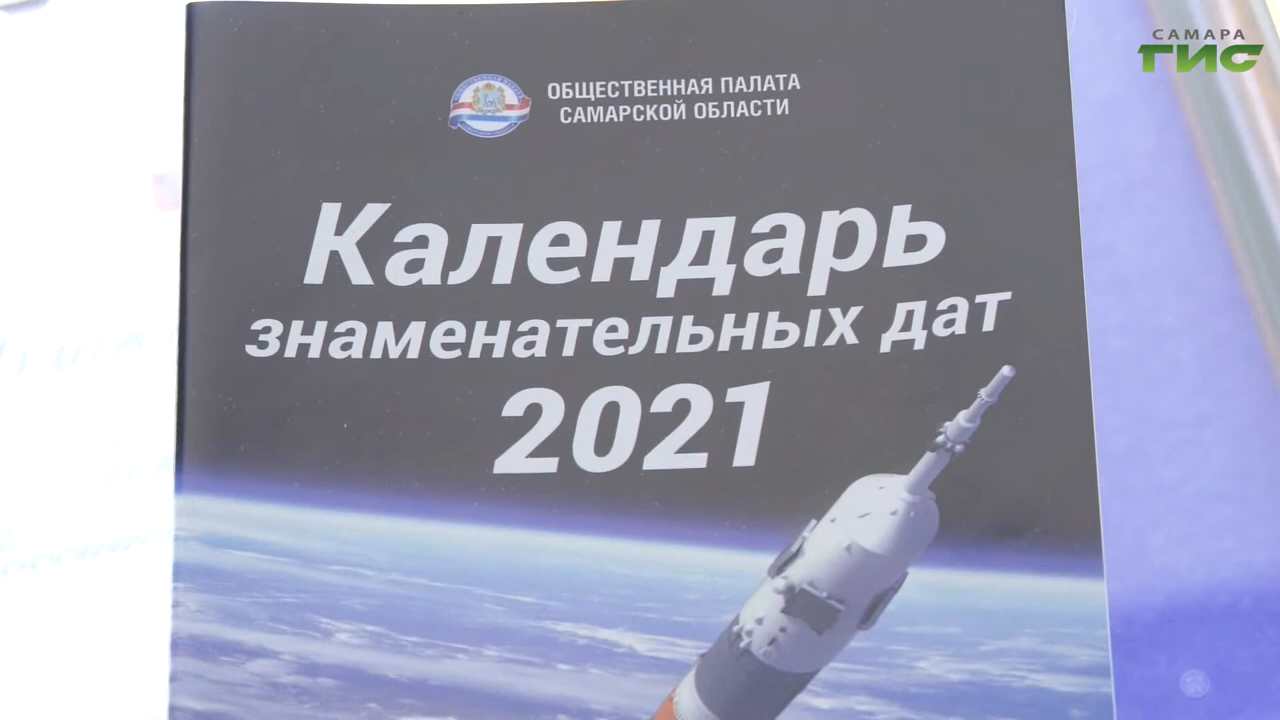 САМАРА
ГИС
ОБЩЕСТВЕННАЯ ПАЛАТА
САМАРСКОЙ ОБЛАСТИ
Календарь
знаменательных дат
2021